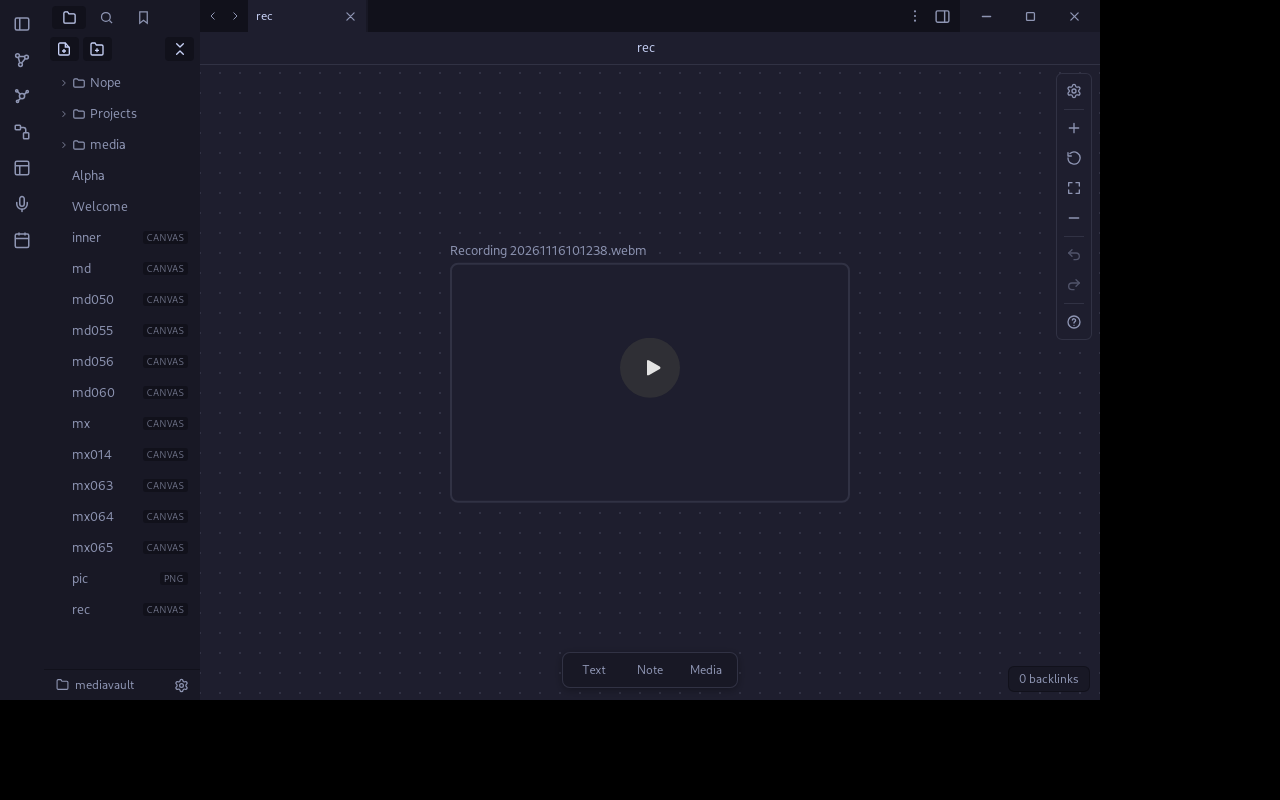 rec
rec
Nope
Projects
media
Alpha
Welcome
inner CANVAS
md CANVAS
md050 CANVAS
md055 CANVAS
md056 CANVAS
md060 CANVAS
mx CANVAS
mx014 CANVAS
mx063 CANVAS
mx064 CANVAS
mx065 CANVAS
pic PNG
rec CANVAS
mediavault
Recording 20261116101238.webm
Text Note Media
0 backlinks